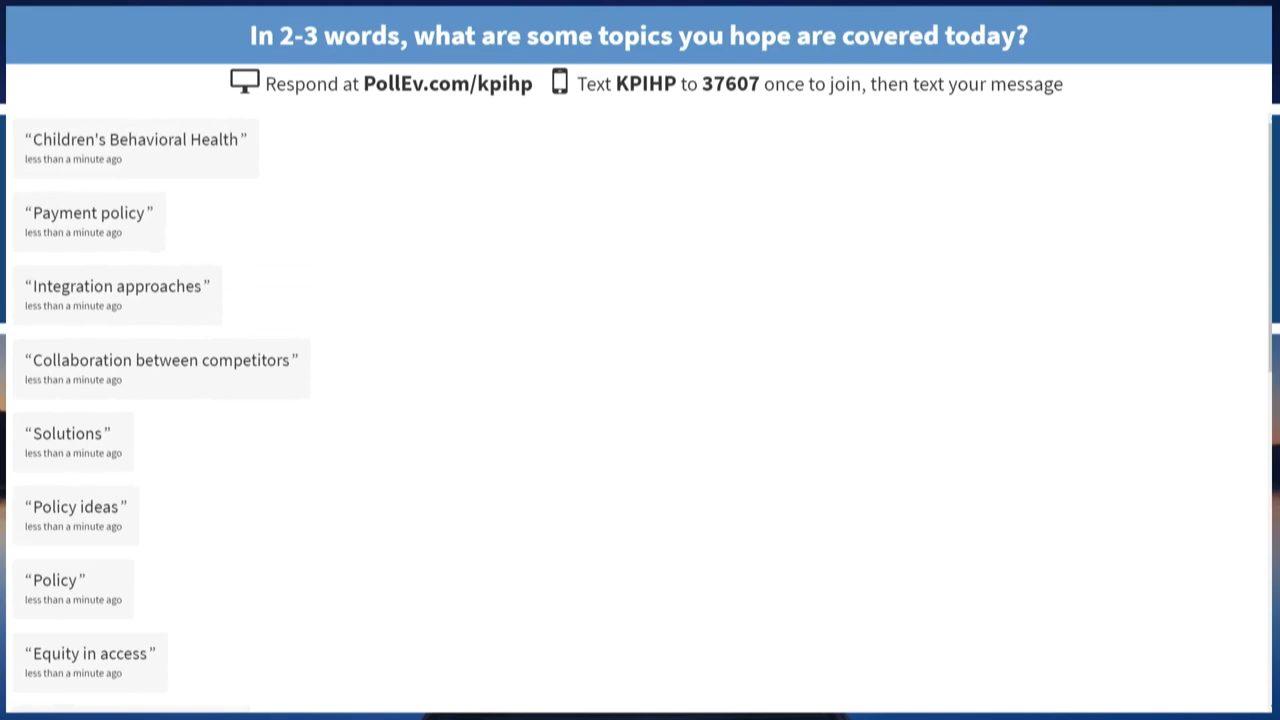 In 2-3 words, what are some topics you hope are covered today?
Respond at PollEv.com/kpihp Text KPIHP to 37607 once to join, then text your message
“Children's Behavioral Health”
less than a minute ago
“Payment policy”
less than a minute ago
“Integration approaches”
less than a minute ago
“Collaboration between competitors”
less than a minute ago
“Solutions”
less than a minute ago
“Policy ideas”
less than a minute ago
“Policy”
less than a minute ago
“Equity in access”
less than a minute ago